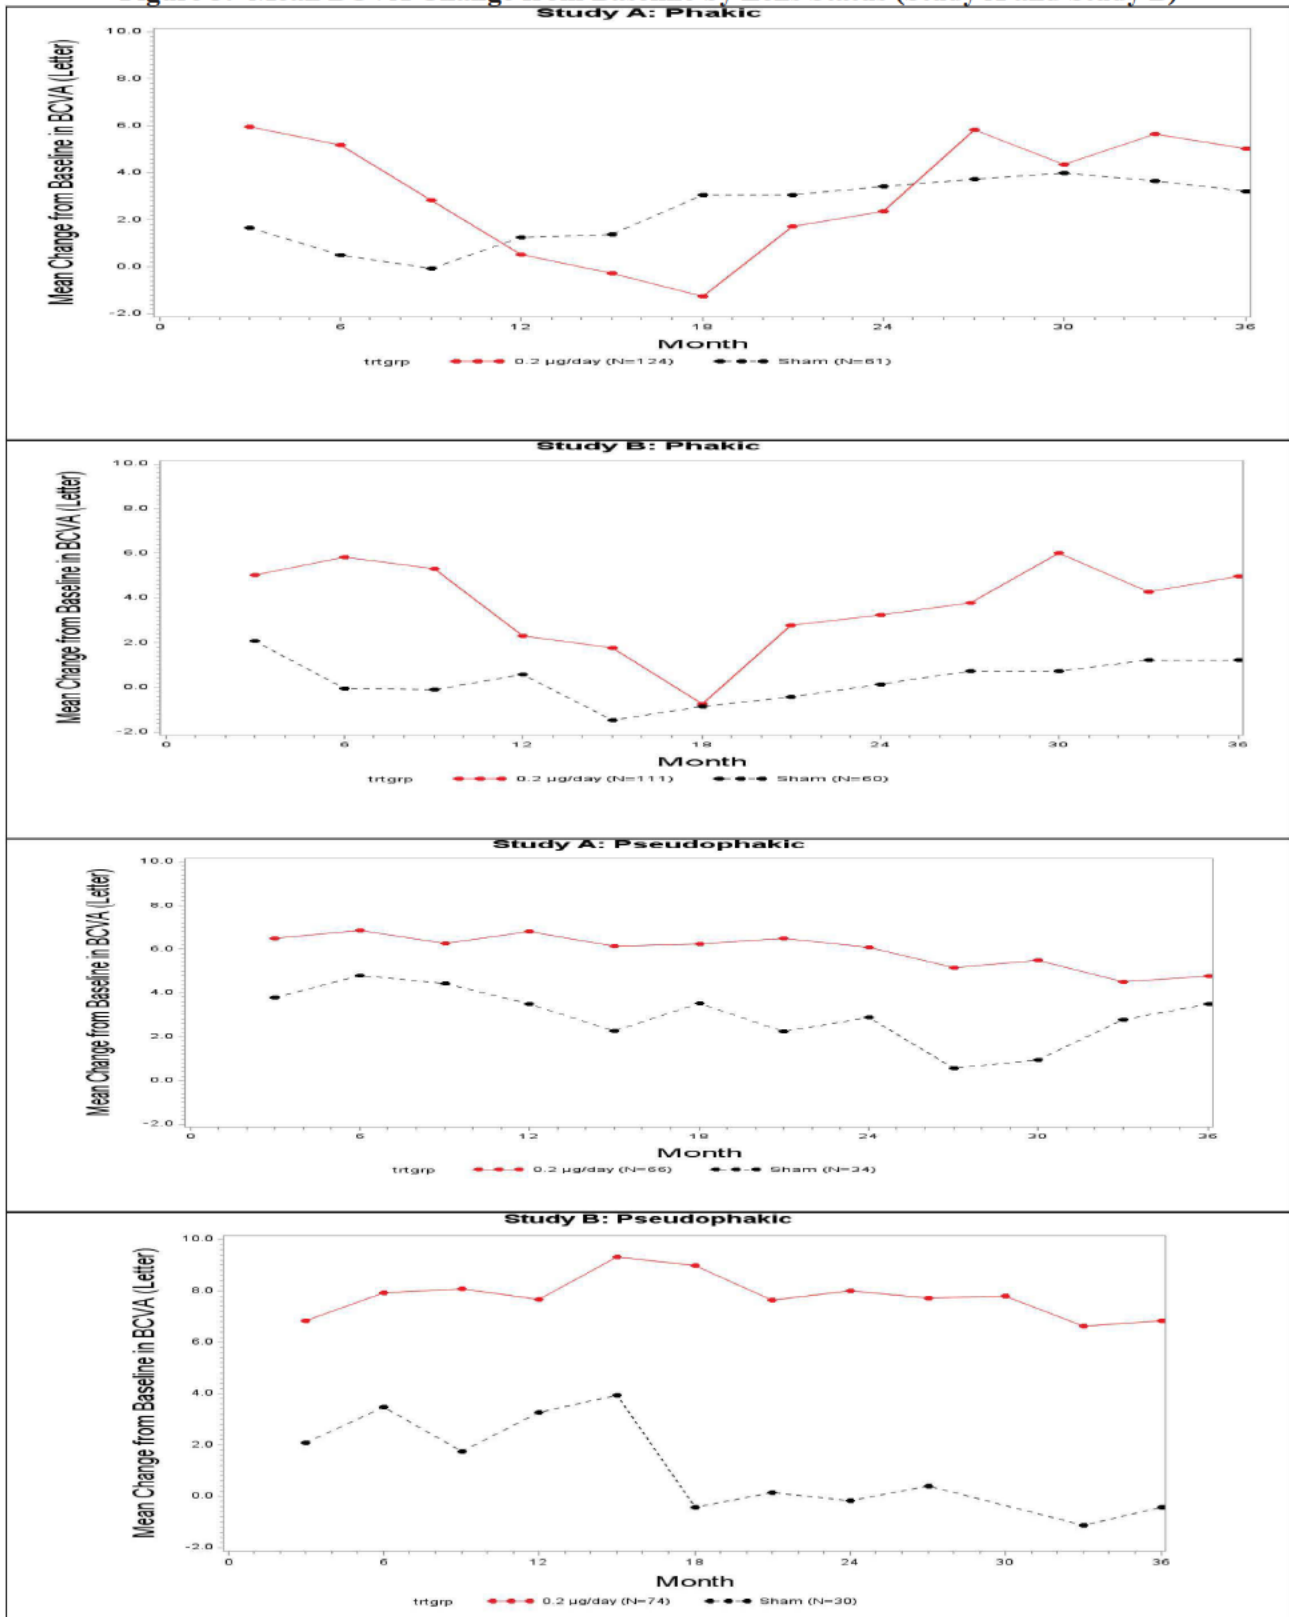 Study A: Phakic
Mean Change from Baseline in BCVA (Letter)
10.0
8.0
6.0
4.0
2.0
0.0
-2.0
0 6 12 18 24 30 36
Month
trtgrp 0.2 µg/day (N=124) Sham (N=61)
Study B: Phakic
Mean Change from Baseline in BCVA (Letter)
10.0
8.0
6.0
4.0
2.0
0.0
-2.0
0 6 12 18 24 30 36
Month
trtgrp 0.2 µg/day (N=111) Sham (N=60)
Study A: Pseudophakic
Mean Change from Baseline in BCVA (Letter)
10.0
8.0
6.0
4.0
2.0
0.0
-2.0
0 6 12 18 24 30 36
Month
trtgrp 0.2 µg/day (N=66) Sham (N=34)
Study B: Pseudophakic
Mean Change from Baseline in BCVA (Letter)
10.0
8.0
6.0
4.0
2.0
0.0
-2.0
0 6 12 18 24 30 36
Month
trtgrp 0.2 µg/day (N=74) Sham (N=30)